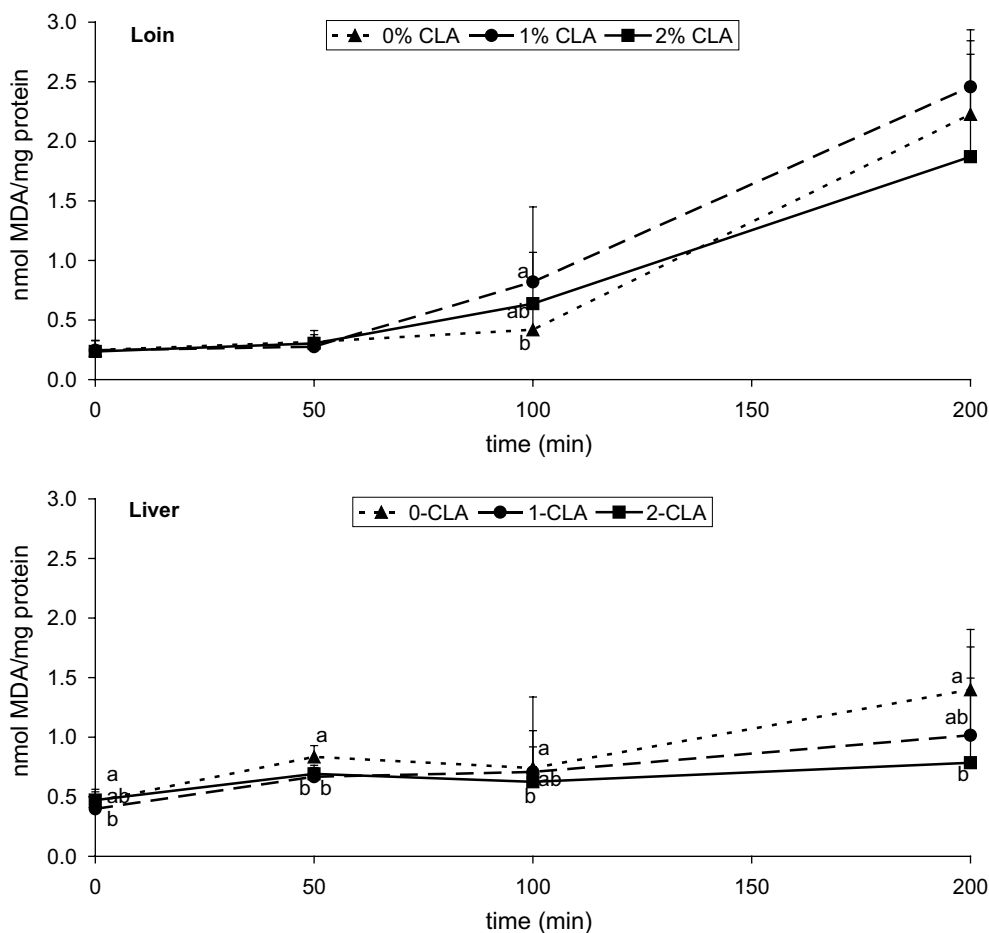 Loin
0% CLA 1% CLA 2% CLA
nmol MDA/mg protein
3.0
2.5
2.0
1.5
1.0
0.5
0.0
a
ab
b
0 50 100 150 200
time (min)
Liver
0-CLA 1-CLA 2-CLA
nmol MDA/mg protein
3.0
2.5
2.0
1.5
1.0
0.5
0.0
a
ab
b
a
b b
a
ab
b
a
ab
b
0 50 100 150 200
time (min)